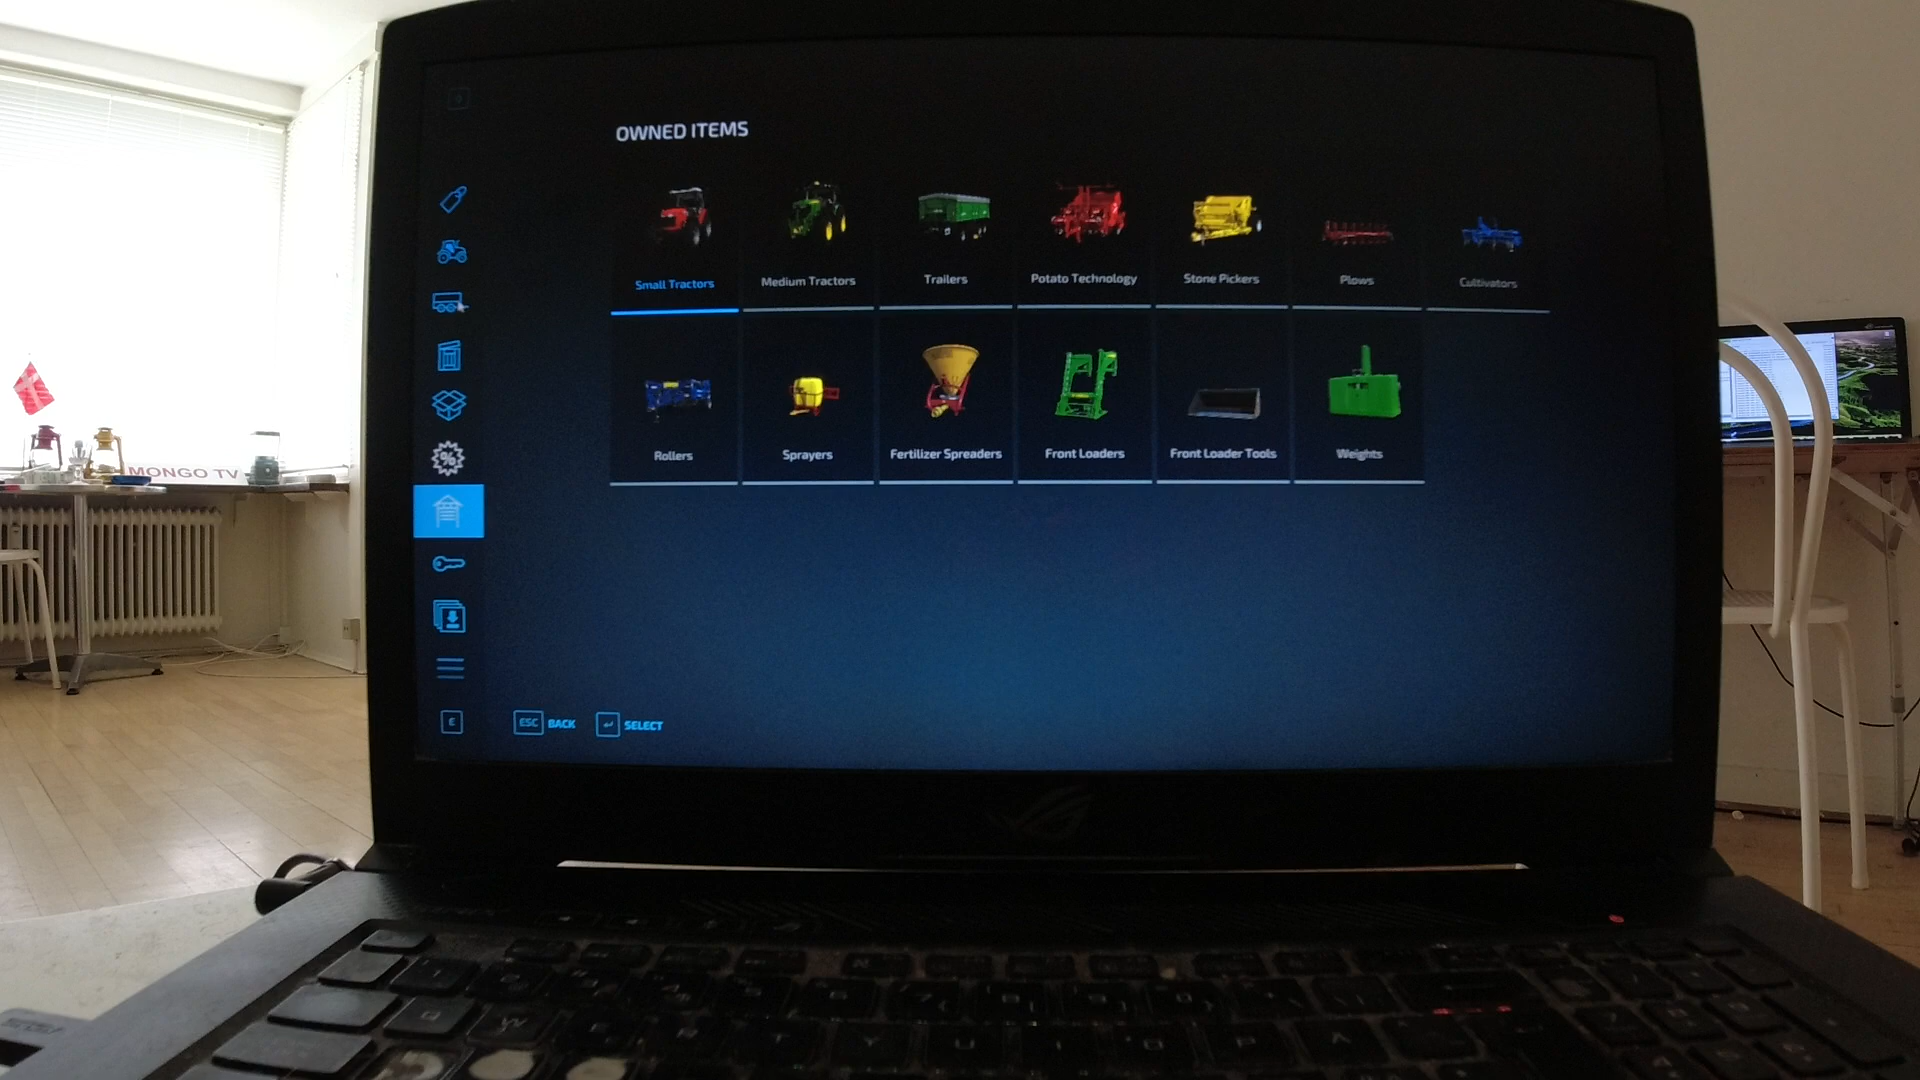 OWNED ITEMS
Small Tractors
Medium Tractors
Trailers
Potato Technology
Stone Pickers
Plows
Cultivators
Rollers
Sprayers
Fertilizer Spreaders
Front Loaders
Front Loader Tools
Weights
%
E
ESC BACK
SELECT
MONGO TV